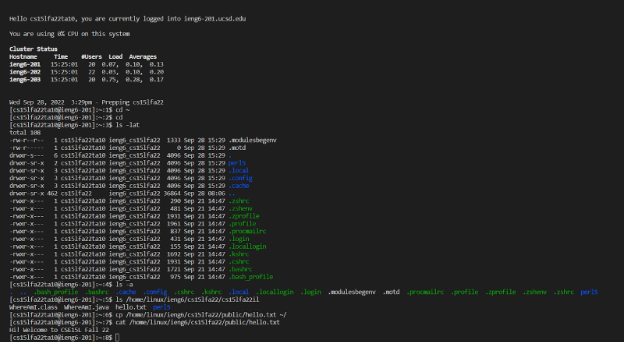 Hello cs15lfa22ta10, you are currently logged into ieng6-201.ucsd.edu
You are using 0% CPU on this system
Cluster Status
Hostname Time #Users Load Averages
ieng6-201 15:25:01 20 0.07, 0.10, 0.13
ieng6-202 15:25:01 22 0.03, 0.10, 0.20
ieng6-203 15:25:01 20 0.75, 0.28, 0.17
Wed Sep 28, 2022 3:29pm - Prepping cs15lfa22
[cs15lfa22ta10@ieng6-201]:~:1$ cd ~
[cs15lfa22ta10@ieng6-201]:~:2$ cd
[cs15lfa22ta10@ieng6-201]:~:3$ ls -lat
total 108
-rw-r--r-- 1 cs15lfa22ta10 ieng6_cs15lfa22 1333 Sep 28 15:29 .modulesbegenv
-rw-r----- 1 cs15lfa22ta10 ieng6_cs15lfa22 0 Sep 28 15:29 .motd
drwxr-s--- 6 cs15lfa22ta10 ieng6_cs15lfa22 4096 Sep 28 15:29 .
drwxr-sr-x 2 cs15lfa22ta10 ieng6_cs15lfa22 4096 Sep 28 15:29 perl5
drwxr-sr-x 3 cs15lfa22ta10 ieng6_cs15lfa22 4096 Sep 28 15:29 .local
drwxr-sr-x 3 cs15lfa22ta10 ieng6_cs15lfa22 4096 Sep 28 15:29 .config
drwxr-sr-x 3 cs15lfa22ta10 ieng6_cs15lfa22 4096 Sep 28 15:29 .cache
drwxr-sr-x 462 cs15lfa22 ieng6_cs15lfa22 36864 Sep 28 08:06 ..
-rwxr-x--- 1 cs15lfa22ta10 ieng6_cs15lfa22 290 Sep 21 14:47 .zshrc
-rwxr-x--- 1 cs15lfa22ta10 ieng6_cs15lfa22 481 Sep 21 14:47 .zshenv
-rwxr-x--- 1 cs15lfa22ta10 ieng6_cs15lfa22 1931 Sep 21 14:47 .zprofile
-rwxr-x--- 1 cs15lfa22ta10 ieng6_cs15lfa22 1961 Sep 21 14:47 .profile
-rwxr-x--- 1 cs15lfa22ta10 ieng6_cs15lfa22 837 Sep 21 14:47 .procmailrc
-rwxr-x--- 1 cs15lfa22ta10 ieng6_cs15lfa22 431 Sep 21 14:47 .login
-rwxr-x--- 1 cs15lfa22ta10 ieng6_cs15lfa22 155 Sep 21 14:47 .locallogin
-rwxr-x--- 1 cs15lfa22ta10 ieng6_cs15lfa22 1692 Sep 21 14:47 .kshrc
-rwxr-x--- 1 cs15lfa22ta10 ieng6_cs15lfa22 1931 Sep 21 14:47 .cshrc
-rwxr-x--- 1 cs15lfa22ta10 ieng6_cs15lfa22 1721 Sep 21 14:47 .bashrc
-rwxr-x--- 1 cs15lfa22ta10 ieng6_cs15lfa22 975 Sep 21 14:47 .bash_profile
[cs15lfa22ta10@ieng6-201]:~:4$ ls -a
. .. .bash_profile .bashrc .cache .config .cshrc .kshrc .local .locallogin .login .modulesbegenv .motd .procmailrc .profile .zprofile .zshenv .zshrc perl5
[cs15lfa22ta10@ieng6-201]:~:5$ ls /home/linux/ieng6/cs15lfa22/cs15lfa22il
WhereAmI.class WhereAmI.java hello.txt perl5
[cs15lfa22ta10@ieng6-201]:~:6$ cp /home/linux/ieng6/cs15lfa22/public/hello.txt ~/
[cs15lfa22ta10@ieng6-201]:~:7$ cat /home/linux/ieng6/cs15lfa22/public/hello.txt
Hi! Welcome to CSE15L Fall 22
[cs15lfa22ta10@ieng6-201]:~:8$